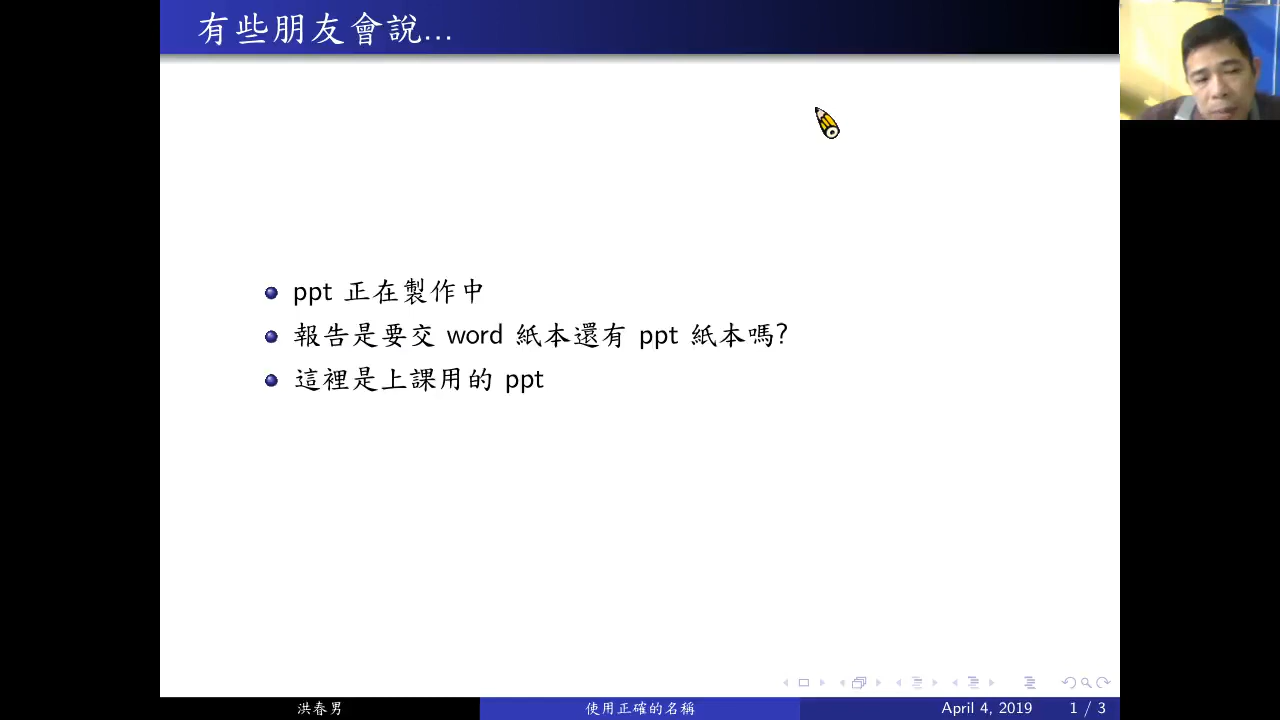 有些朋友會說...
ppt 正在製作中
報告是要交 word 紙本還有 ppt 紙本嗎?
這裡是上課用的 ppt
洪春男
使用正確的名稱
April 4, 2019
1 / 3